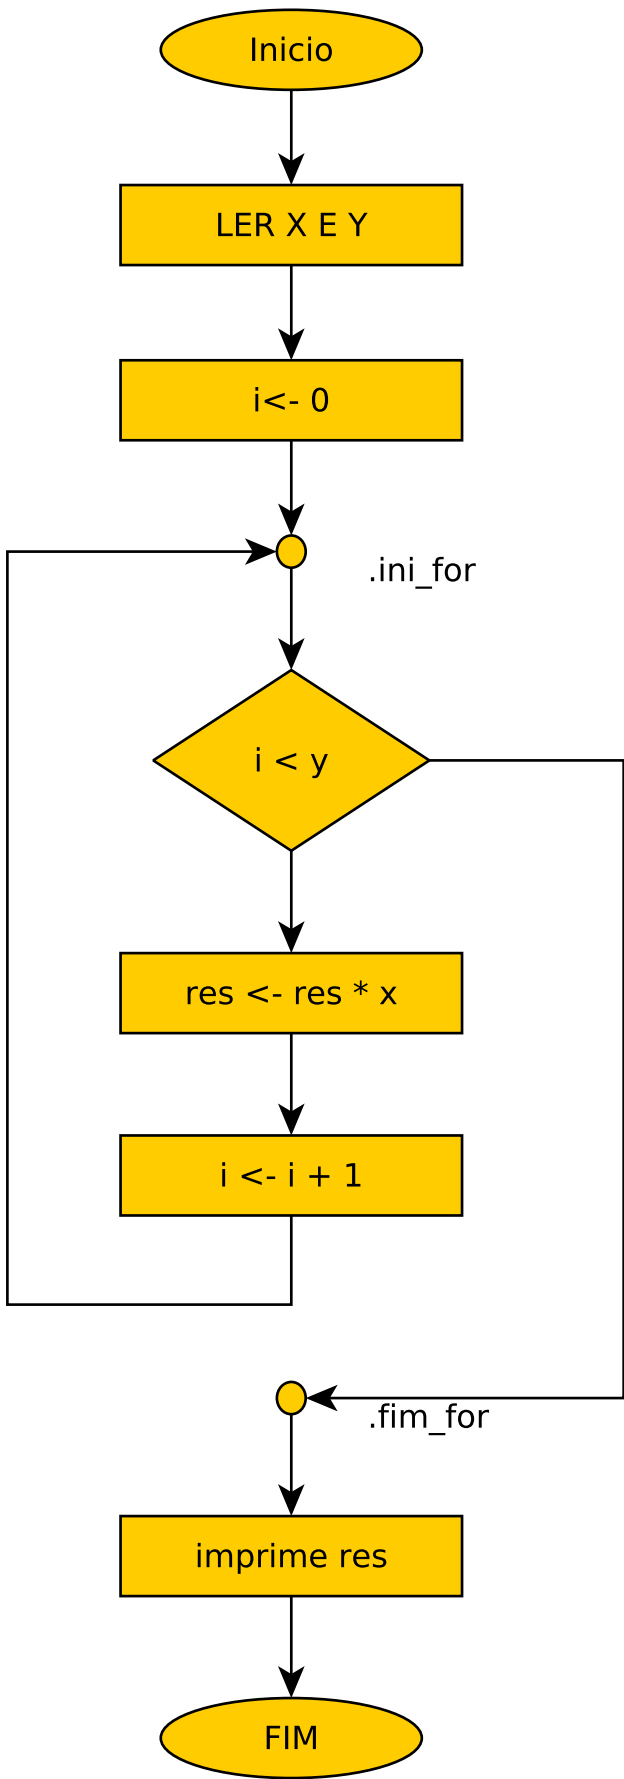 Inicio
LER X E Y
i<- 0
.ini_for
i < y
res <- res * x
i <- i + 1
.fim_for
imprime res
FIM